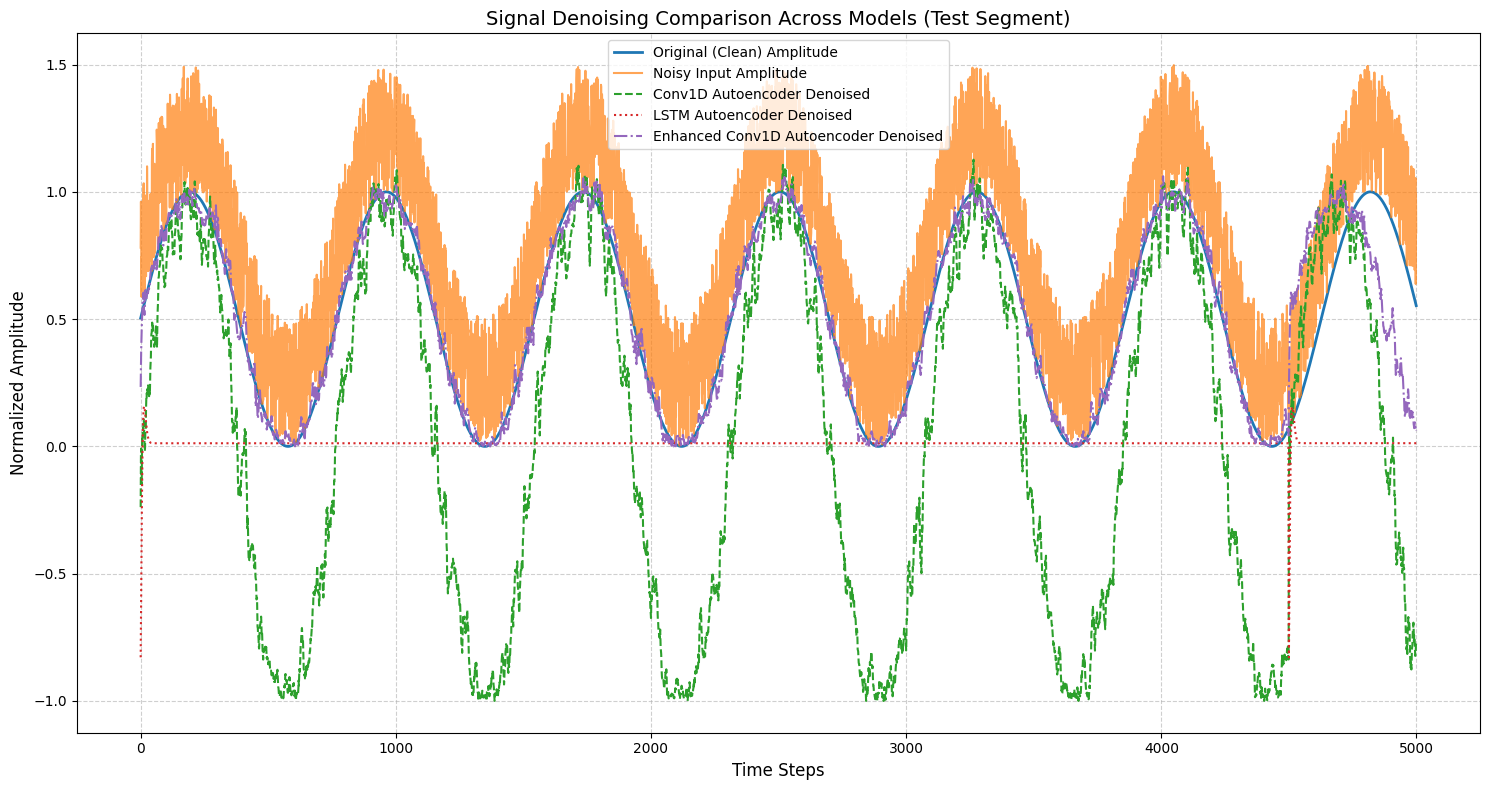 Signal Denoising Comparison Across Models (Test Segment)
Original (Clean) Amplitude
Noisy Input Amplitude
Conv1D Autoencoder Denoised
LSTM Autoencoder Denoised
Enhanced Conv1D Autoencoder Denoised
Normalized Amplitude
1.5
1.0
0.5
0.0
−0.5
−1.0
0 1000 2000 3000 4000 5000
Time Steps